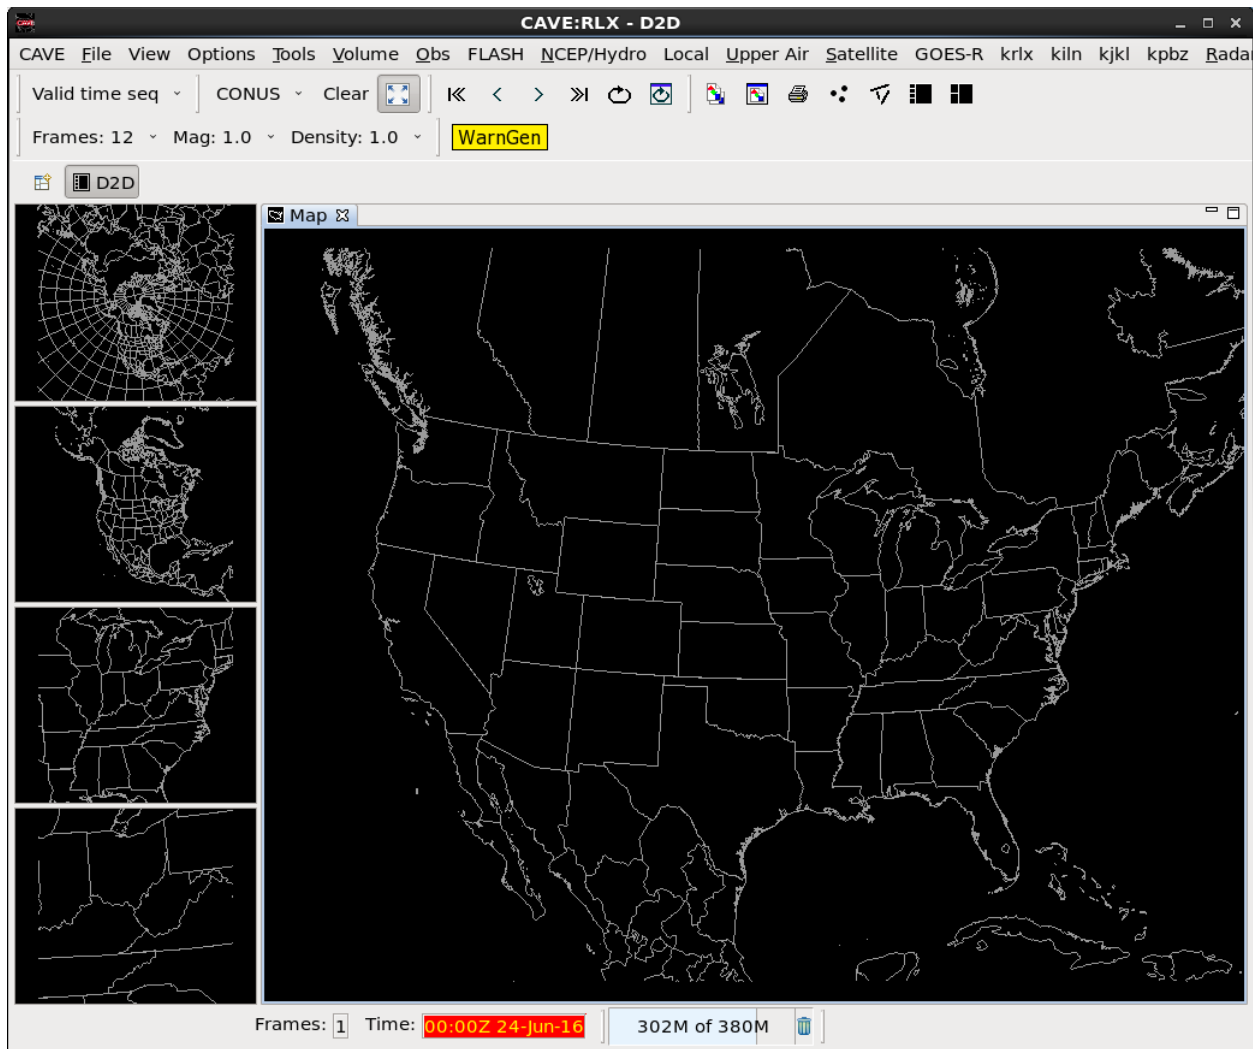 CAVE:RLX - D2D
CAVE File View Options Tools Volume Obs FLASH NCEP/Hydro Local Upper Air Satellite GOES-R krlx kiln kjkl kpbz Radar
Valid time seq CONUS Clear
Frames: 12 Mag: 1.0 Density: 1.0 WarnGen
D2D
Map
Frames: 1 Time: 00:00Z 24-Jun-16 302M of 380M